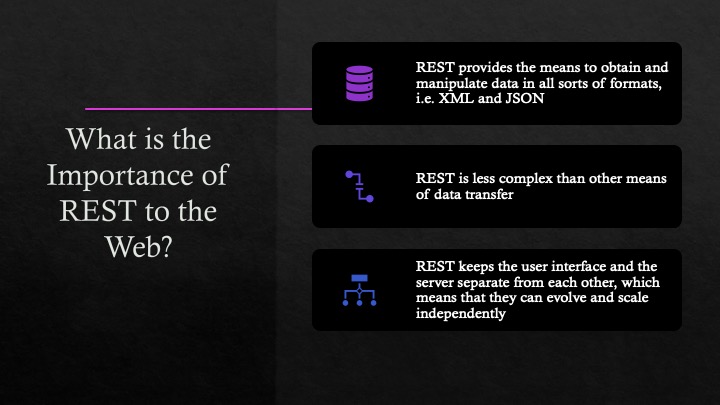 What is the
Importance of
REST to the
Web?
REST provides the means to obtain and
manipulate data in all sorts of formats,
i.e. XML and JSON
REST is less complex than other means
of data transfer
REST keeps the user interface and the
server separate from each other, which
means that they can evolve and scale
independently